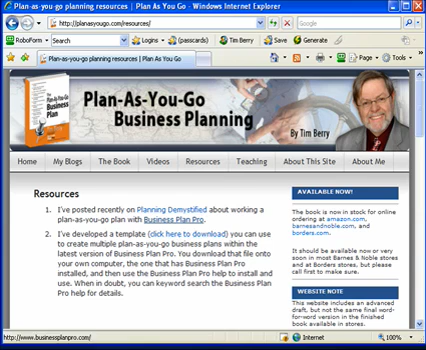 Plan-as-you-go planning resources | Plan As You Go - Windows Internet Explorer
http://planasyougo.com/resources/
Google
RoboForm Search Logins (passcards) Tim Berry Save Generate
Plan-as-you-go planning resources | Plan As You Go
Page Tools
The Plan-As-You-Go
Business
Plan
Plan-As-You-Go
Business Planning
By Tim Berry
Home My Blogs The Book Videos Resources Teaching About This Site About Me
Resources
1. I've posted recently on Planning Demystified about working a
plan-as-you-go plan with Business Plan Pro.
2. I've developed a template (click here to download) you can use
to create multiple plan-as-you-go business plans within the
latest version of Business Plan Pro. You download that file onto
your own computer, the one that has Business Plan Pro
installed, and then use the Business Plan Pro help to install and
use. When in doubt, you can keyword search the Business Plan
Pro help for details.
AVAILABLE NOW!
The book is now in stock for online
ordering at amazon.com,
barnesandnoble.com, and
borders.com.
It should be available now or very
soon in most Barnes & Noble stores
and at Borders stores, but please
call first to make sure.
WEBSITE NOTE
This website includes an advanced
draft, but not the same final word-
for-word version in the finished
book available in stores.
http://www.businessplanpro.com/
Internet
100%